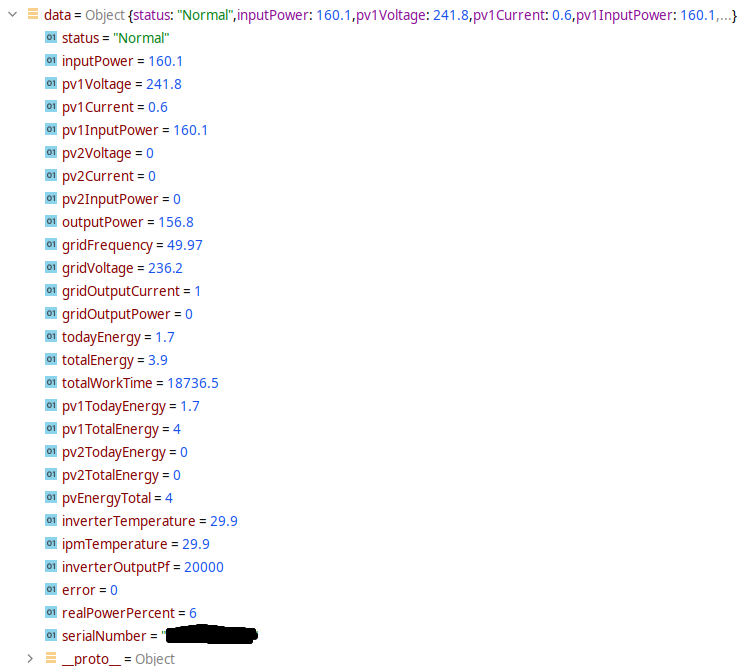 data = Object {status: "Normal",inputPower: 160.1,pv1Voltage: 241.8,pv1Current: 0.6,pv1InputPower: 160.1,...}
01 status = "Normal"
01 inputPower = 160.1
01 pv1Voltage = 241.8
01 pv1Current = 0.6
01 pv1InputPower = 160.1
01 pv2Voltage = 0
01 pv2Current = 0
01 pv2InputPower = 0
01 outputPower = 156.8
01 gridFrequency = 49.97
01 gridVoltage = 236.2
01 gridOutputCurrent = 1
01 gridOutputPower = 0
01 todayEnergy = 1.7
01 totalEnergy = 3.9
01 totalWorkTime = 18736.5
01 pv1TodayEnergy = 1.7
01 pv1TotalEnergy = 4
01 pv2TodayEnergy = 0
01 pv2TotalEnergy = 0
01 pvEnergyTotal = 4
01 inverterTemperature = 29.9
01 ipmTemperature = 29.9
01 inverterOutputPf = 20000
01 error = 0
01 realPowerPercent = 6
01 serialNumber = "
__proto__ = Object